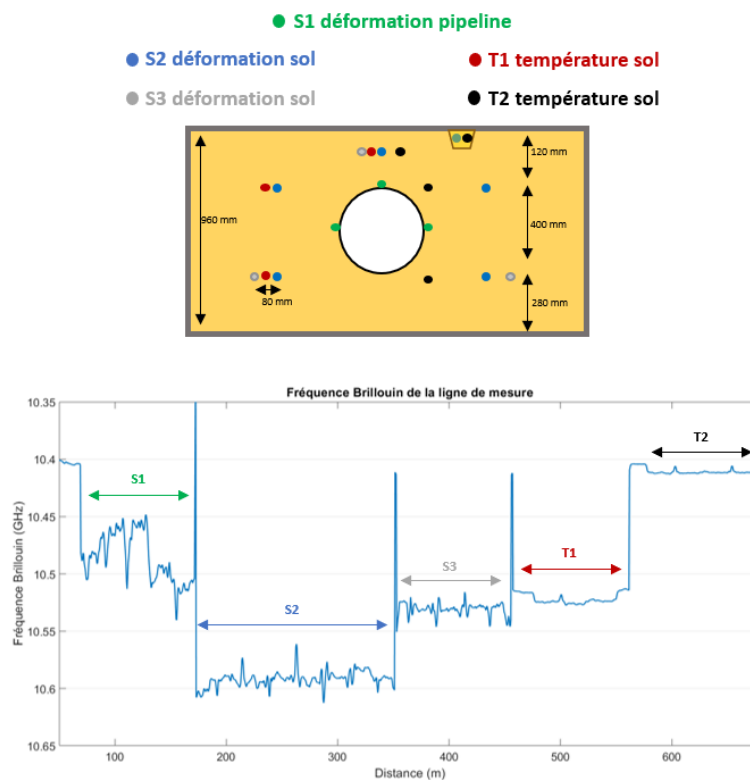 S1 déformation pipeline
S2 déformation sol
T1 température sol
S3 déformation sol
T2 température sol
120 mm
960 mm
400 mm
80 mm
280 mm
Fréquence Brillouin de la ligne de mesure
10.35
10.4
10.45
10.5
10.55
10.6
10.65
Fréquence Brillouin (GHz)
S1
S2
S3
T1
T2
100
200
300
400
500
600
Distance (m)